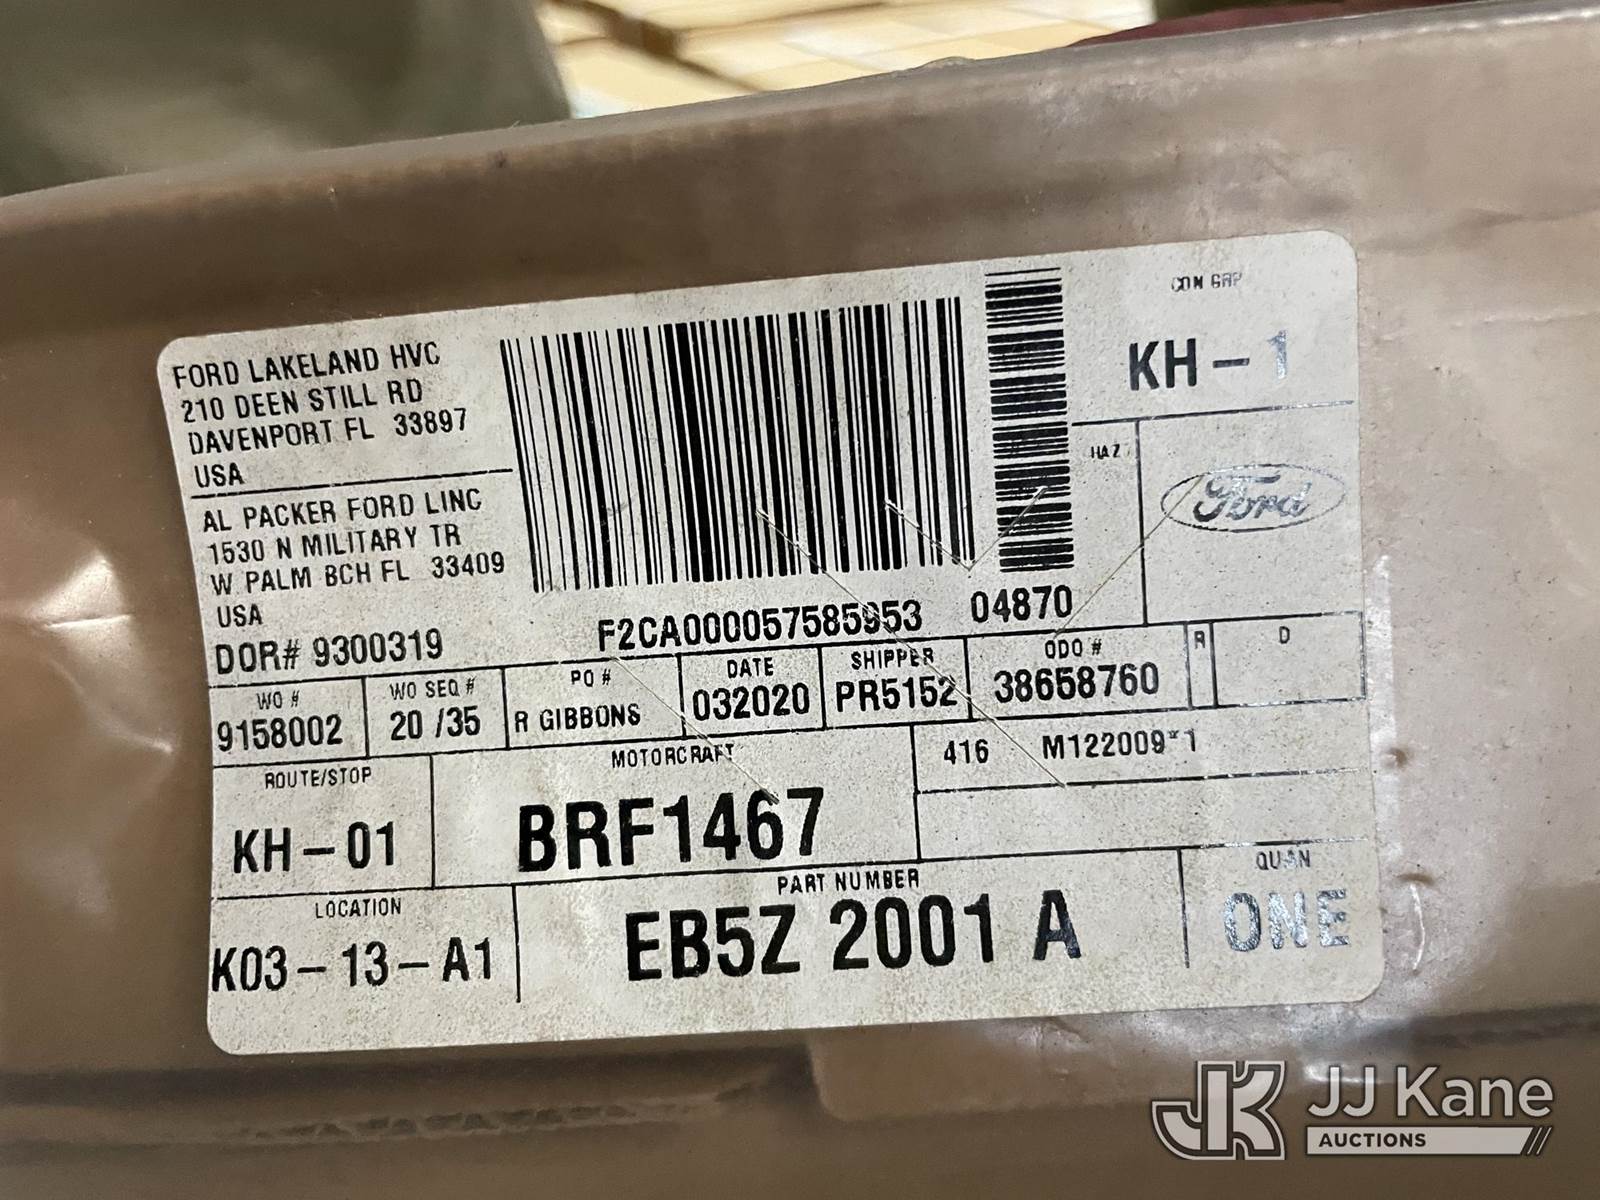 FORD LAKELAND HVC
210 DEEN STILL RD
DAVENPORT FL 33897
USA
AL PACKER FORD LINC
1530 N MILITARY TR
W PALM BCH FL 33409
USA
DOR# 9300319
F2CA000057585953 04870
CON GRP
KH-1
HAZ
Ford
WO #
9158002
WO SEQ #
20 /35
PO #
R GIBBONS
DATE
032020
SHIPPER
PR5152
ODO #
38658760
R
D
ROUTE/STOP
KH-01
MOTORCRAFT
BRF1467
416 M122009*1
LOCATION
K03-13-A1
PART NUMBER
EB5Z 2001 A
QUAN
ONE
JK JJ Kane
AUCTIONS